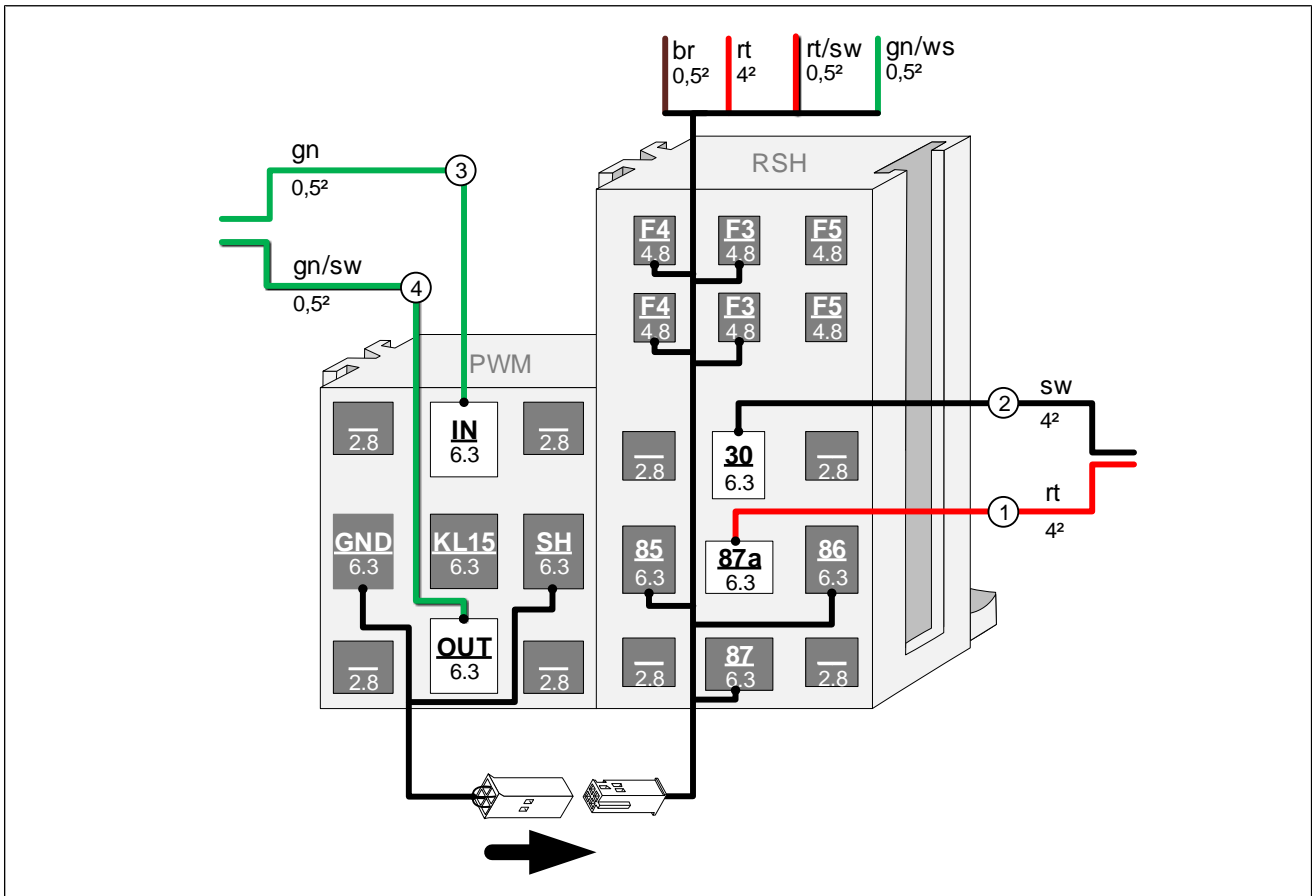 br
0,5²
rt
4²
rt/sw
0,5²
gn/ws
0,5²
gn
0,5²
3
gn/sw
0,5²
4
RSH
F4
4.8
F3
4.8
F5
4.8
F4
4.8
F3
4.8
F5
4.8
PWM
2.8
IN
6.3
2.8
2.8
30
6.3
2.8
2
sw
4²
1
rt
4²
GND
6.3
KL15
6.3
SH
6.3
85
6.3
87a
6.3
86
6.3
2.8
OUT
6.3
2.8
2.8
87
6.3
2.8